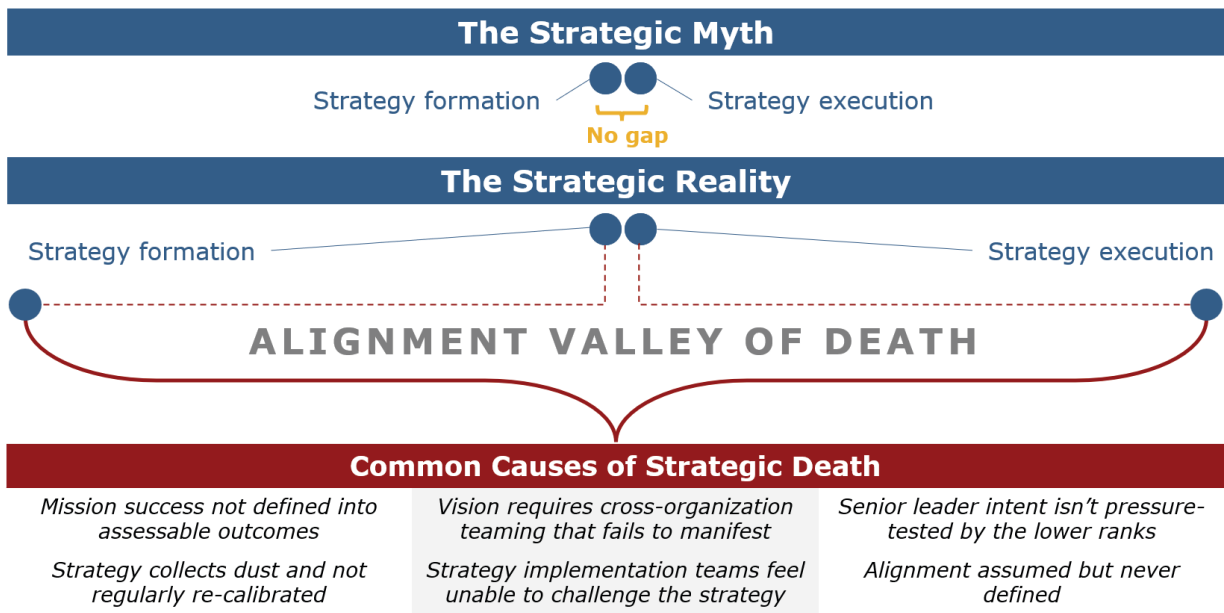 The Strategic Myth
Strategy formation
Strategy execution
No gap
The Strategic Reality
Strategy formation
Strategy execution
ALIGNMENT VALLEY OF DEATH
Common Causes of Strategic Death
Mission success not defined into
assessable outcomes
Vision requires cross-organization
teaming that fails to manifest
Senior leader intent isn’t pressure-
tested by the lower ranks
Strategy collects dust and not
regularly re-calibrated
Strategy implementation teams feel
unable to challenge the strategy
Alignment assumed but never
defined